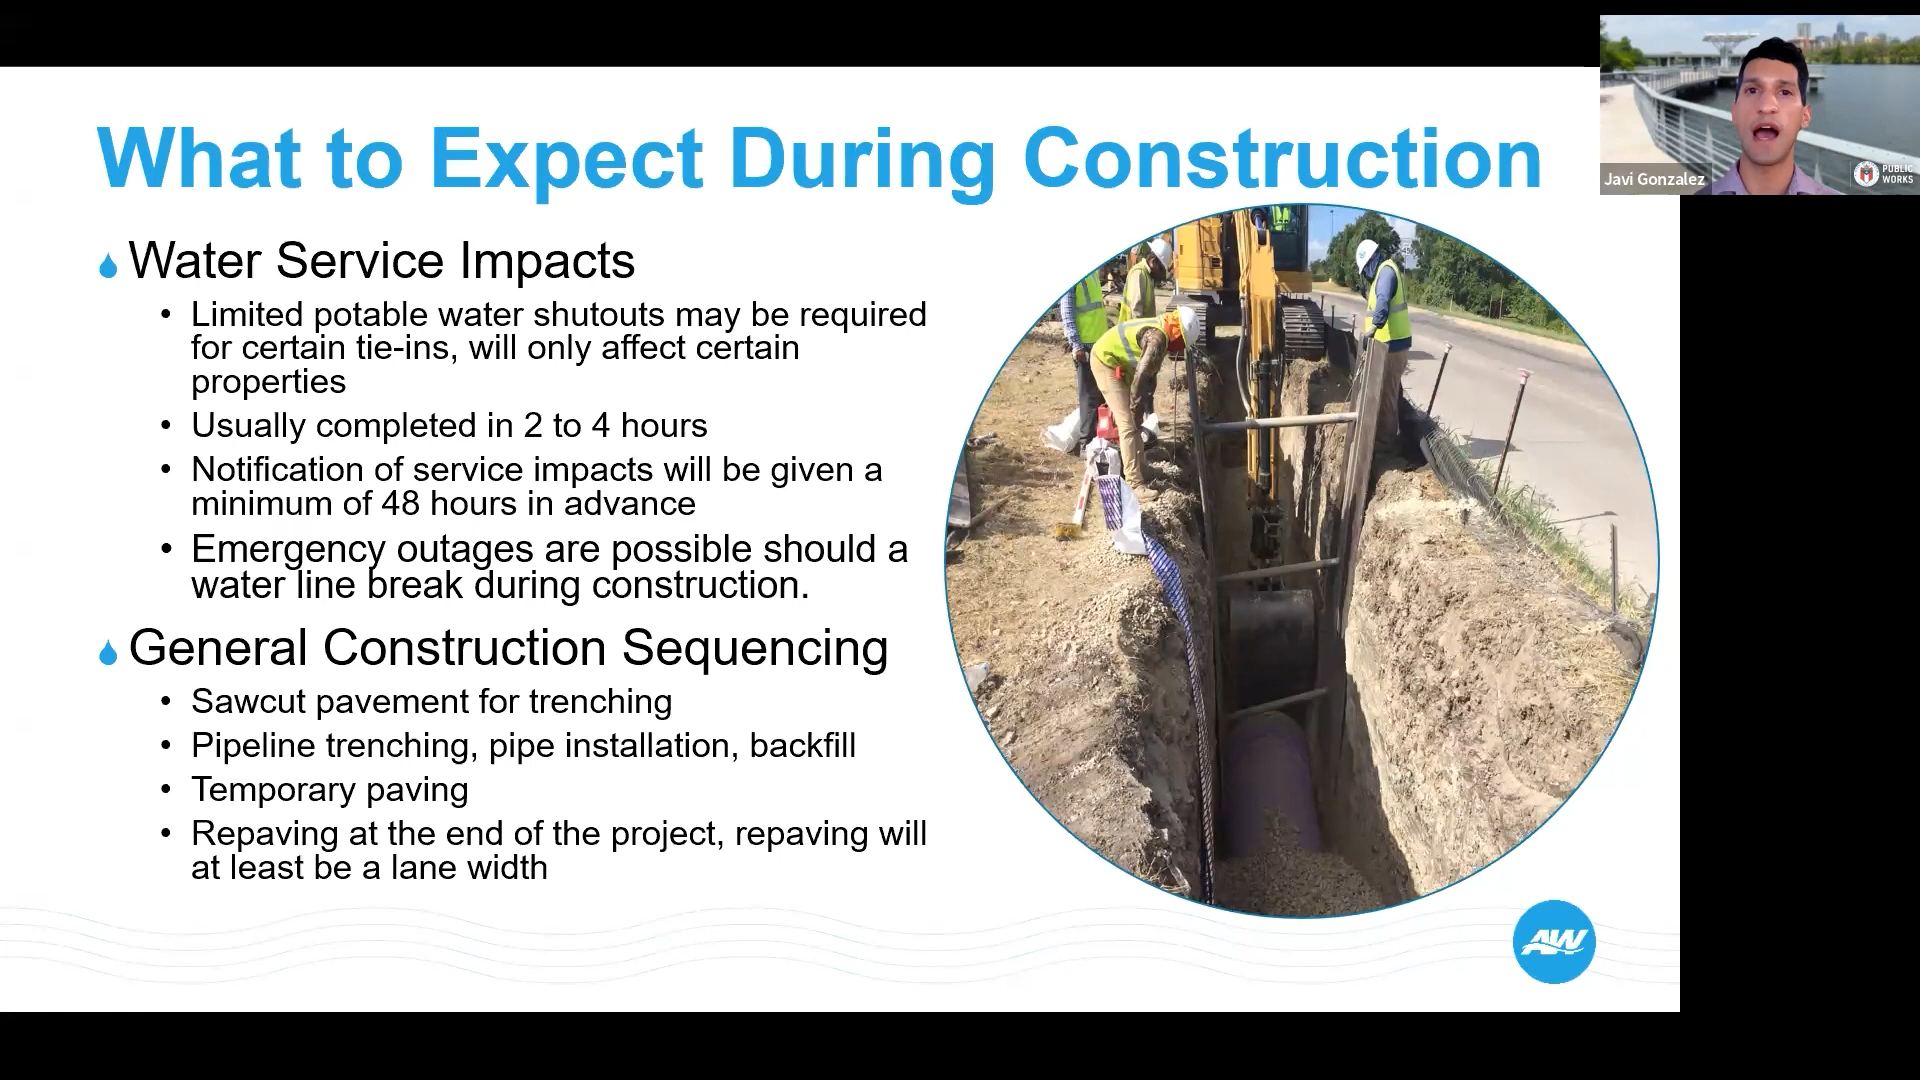 What to Expect During Construction
Water Service Impacts
• Limited potable water shutouts may be required
for certain tie-ins, will only affect certain
properties
• Usually completed in 2 to 4 hours
• Notification of service impacts will be given a
minimum of 48 hours in advance
• Emergency outages are possible should a
water line break during construction.
General Construction Sequencing
• Sawcut pavement for trenching
• Pipeline trenching, pipe installation, backfill
• Temporary paving
• Repaving at the end of the project, repaving will
at least be a lane width
AW
Javi Gonzalez
PUBLIC
WORKS